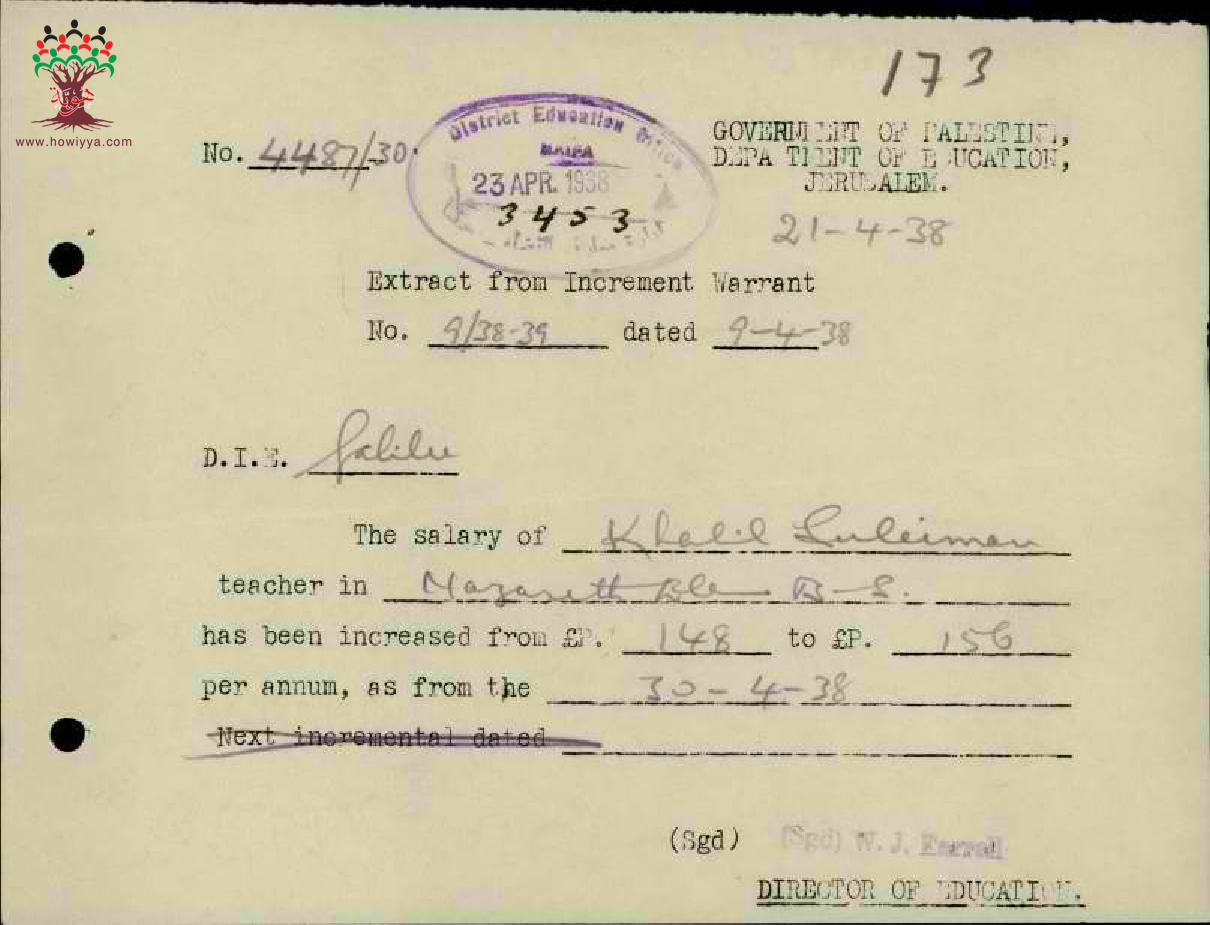 173
www.howiyya.com
No. 4487/30.
District Education Office
HAIFA
23 APR. 1938
3453
GOVERNMENT OF PALESTINE,
DEPARTMENT OF EDUCATION,
JERUSALEM.
21-4-38
Extract from Increment Warrant
No. 9/38-39 dated 9-4-38
D.I.E. Galilee
The salary of Khalil Suleiman
teacher in Nazareth B-S.
has been increased from £P. 148 to £P. 156
per annum, as from the 30-4-38
Next incremental dated
(Sgd) (Sgd) W. J. Farrell
DIRECTOR OF EDUCATION.